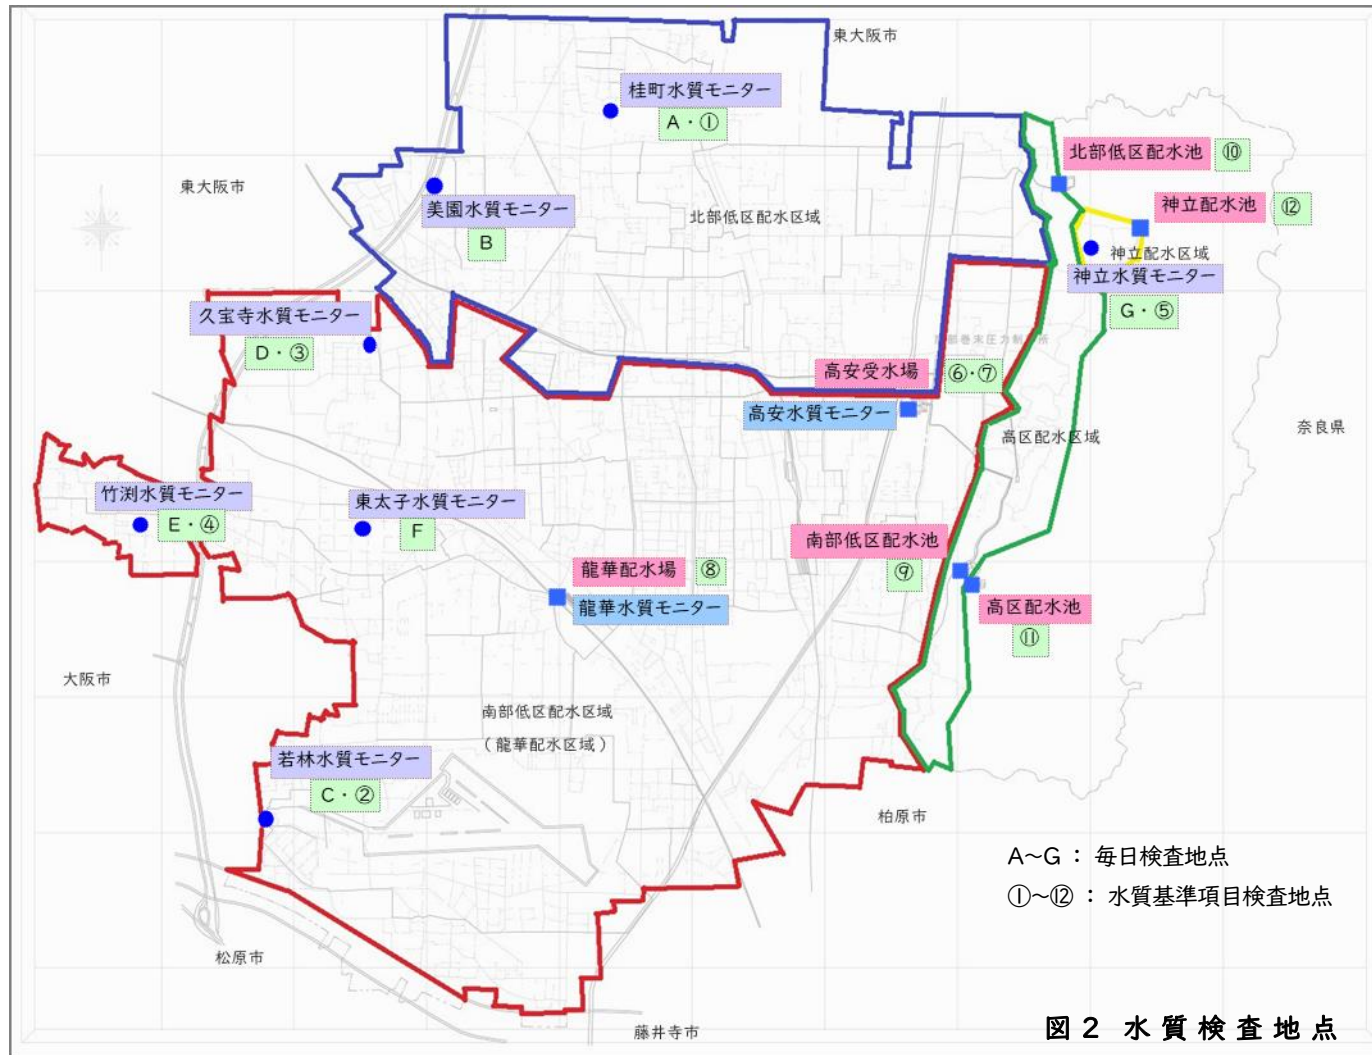 東大阪市
桂町水質モニター
A・①
北部低区配水池
⑩
東大阪市
美園水質モニター
B
北部低区配水区域
神立配水池
⑫
神立配水区域
神立水質モニター
G・⑤
久宝寺水質モニター
D・③
高安受水場
⑥・⑦
高安水質モニター
高区配水区域
奈良県
竹渕水質モニター
E・④
東太子水質モニター
F
南部低区配水池
⑨
龍華配水場
⑧
龍華水質モニター
高区配水池
⑪
大阪市
南部低区配水区域
(龍華配水区域)
若林水質モニター
C・②
柏原市
A~G : 毎日検査地点
①~⑫ : 水質基準項目検査地点
松原市
藤井寺市
図2 水質検査地点